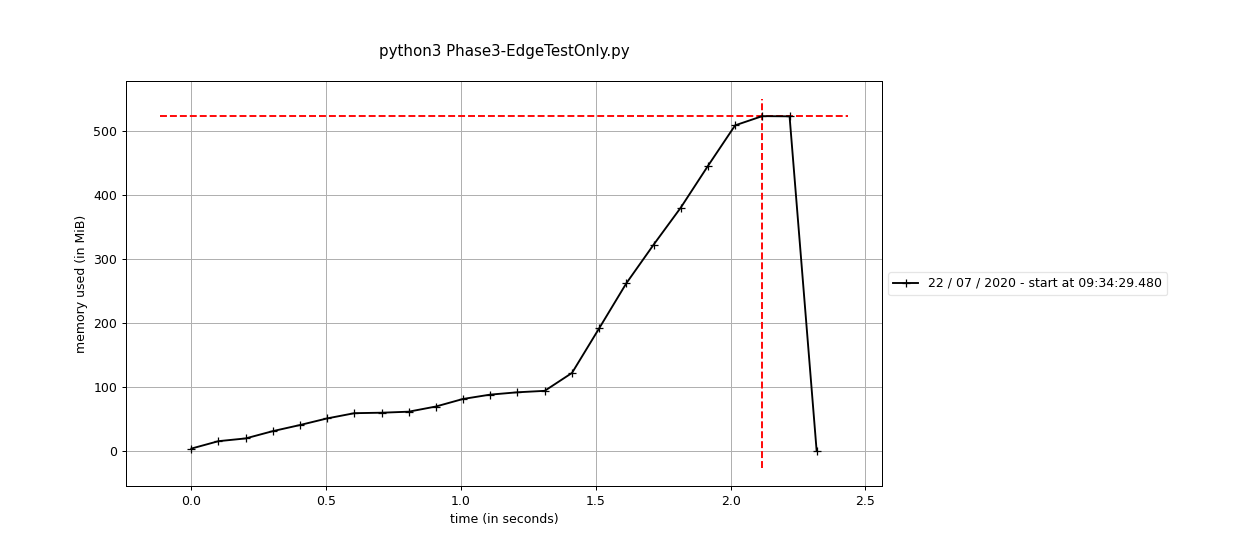 python3 Phase3-EdgeTestOnly.py
memory used (in MiB)
500
400
300
200
100
0
0.0 0.5 1.0 1.5 2.0 2.5
time (in seconds)
22 / 07 / 2020 - start at 09:34:29.480